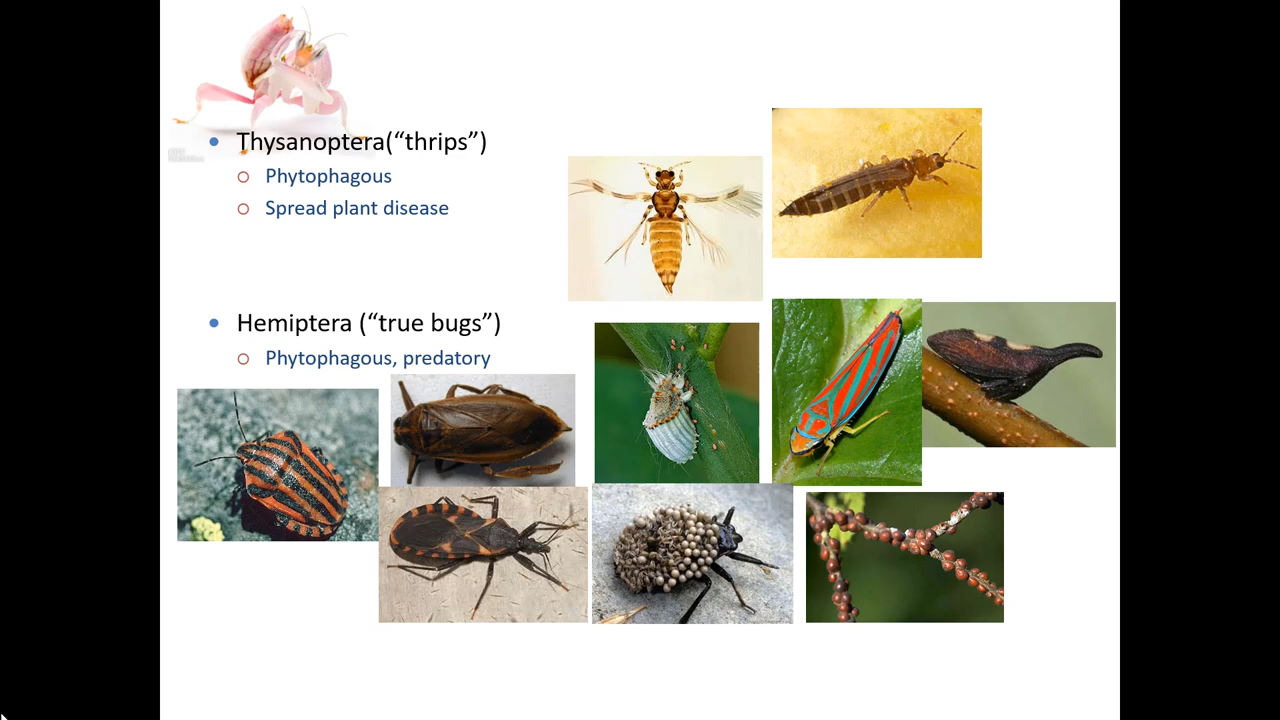 Thysanoptera(“thrips”)
Phytophagous
Spread plant disease
Hemiptera (“true bugs”)
Phytophagous, predatory